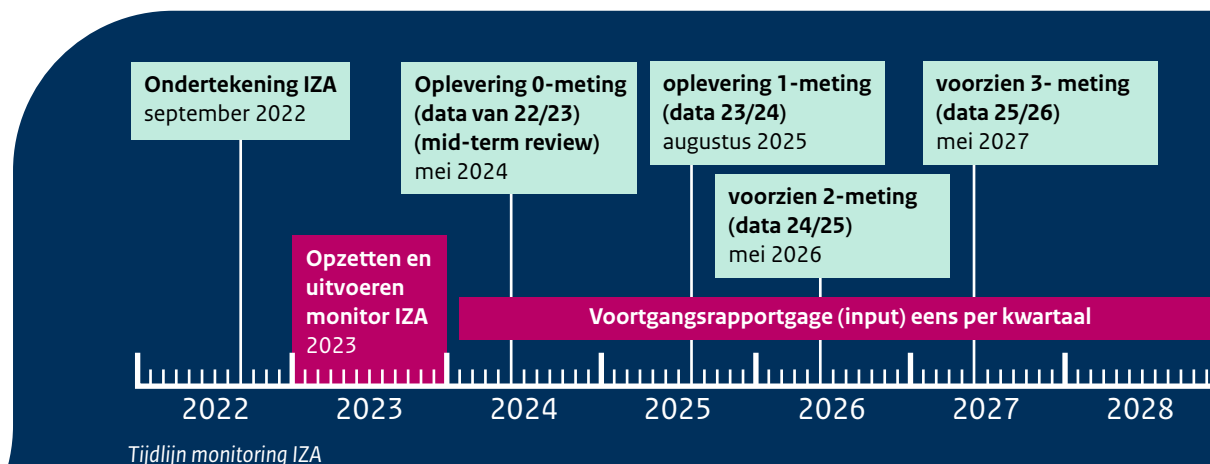 Ondertekening IZA
september 2022
Oplevering 0-meting
(data van 22/23)
(mid-term review)
mei 2024
oplevering 1-meting
(data 23/24)
augustus 2025
voorzien 3- meting
(data 25/26)
mei 2027
voorzien 2-meting
(data 24/25)
mei 2026
Opzetten en
uitvoeren
monitor IZA
2023
Voortgangsrapportgage (input) eens per kwartaal
2022 2023 2024 2025 2026 2027 2028
Tijdlijn monitoring IZA